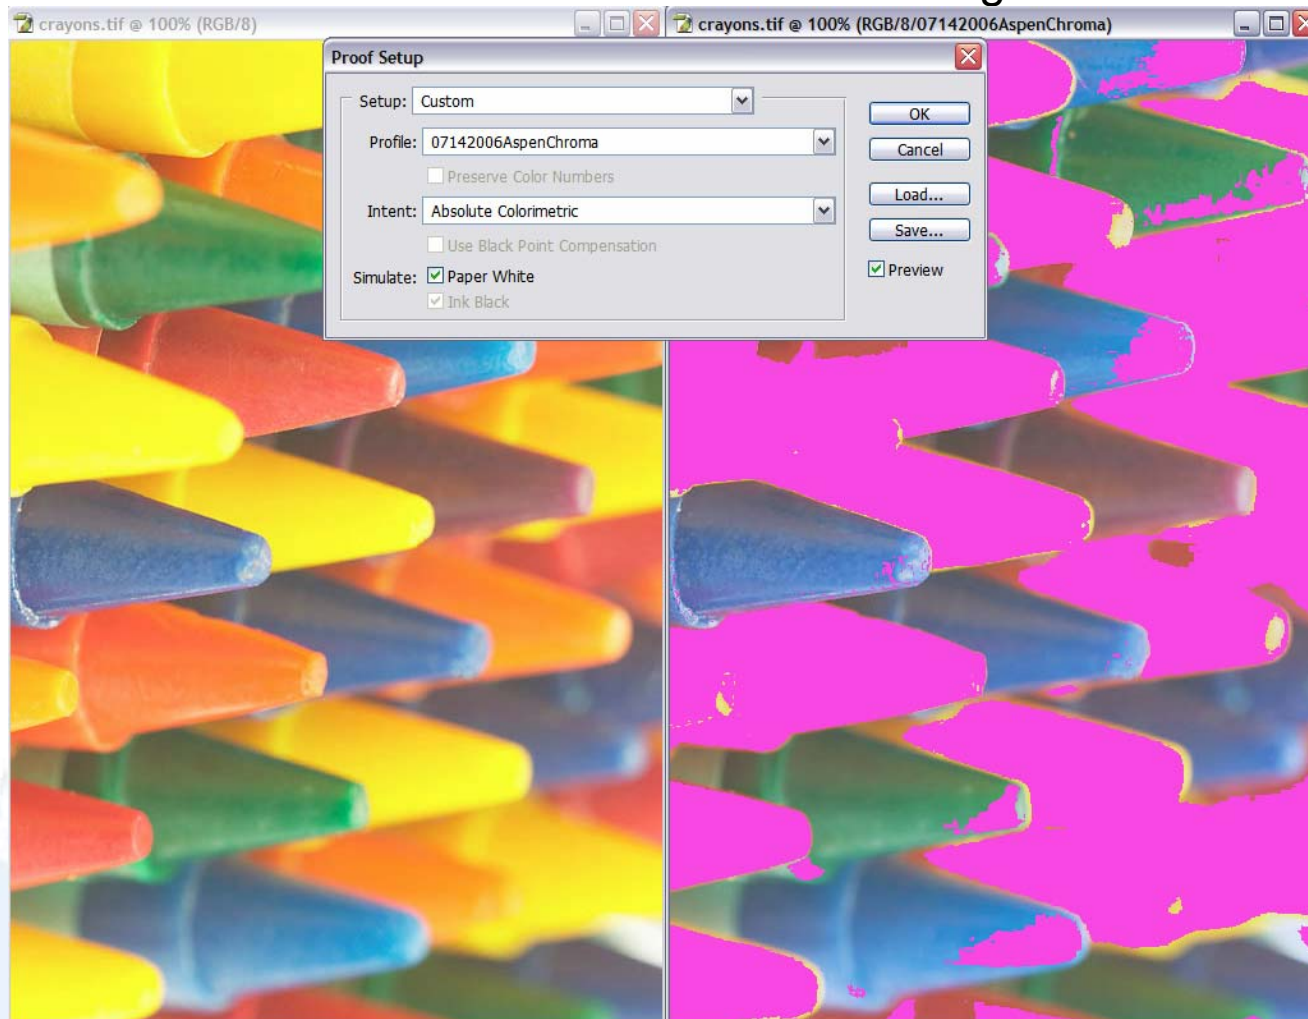 crayons.tif @ 100% (RGB/8)
crayons.tif @ 100% (RGB/8/07142006AspenChroma)
Proof Setup
Setup: Custom
OK
Profile: 07142006AspenChroma
Cancel
Preserve Color Numbers
Load...
Intent: Absolute Colorimetric
Save...
Use Black Point Compensation
Simulate: Paper White
Preview
Ink Black